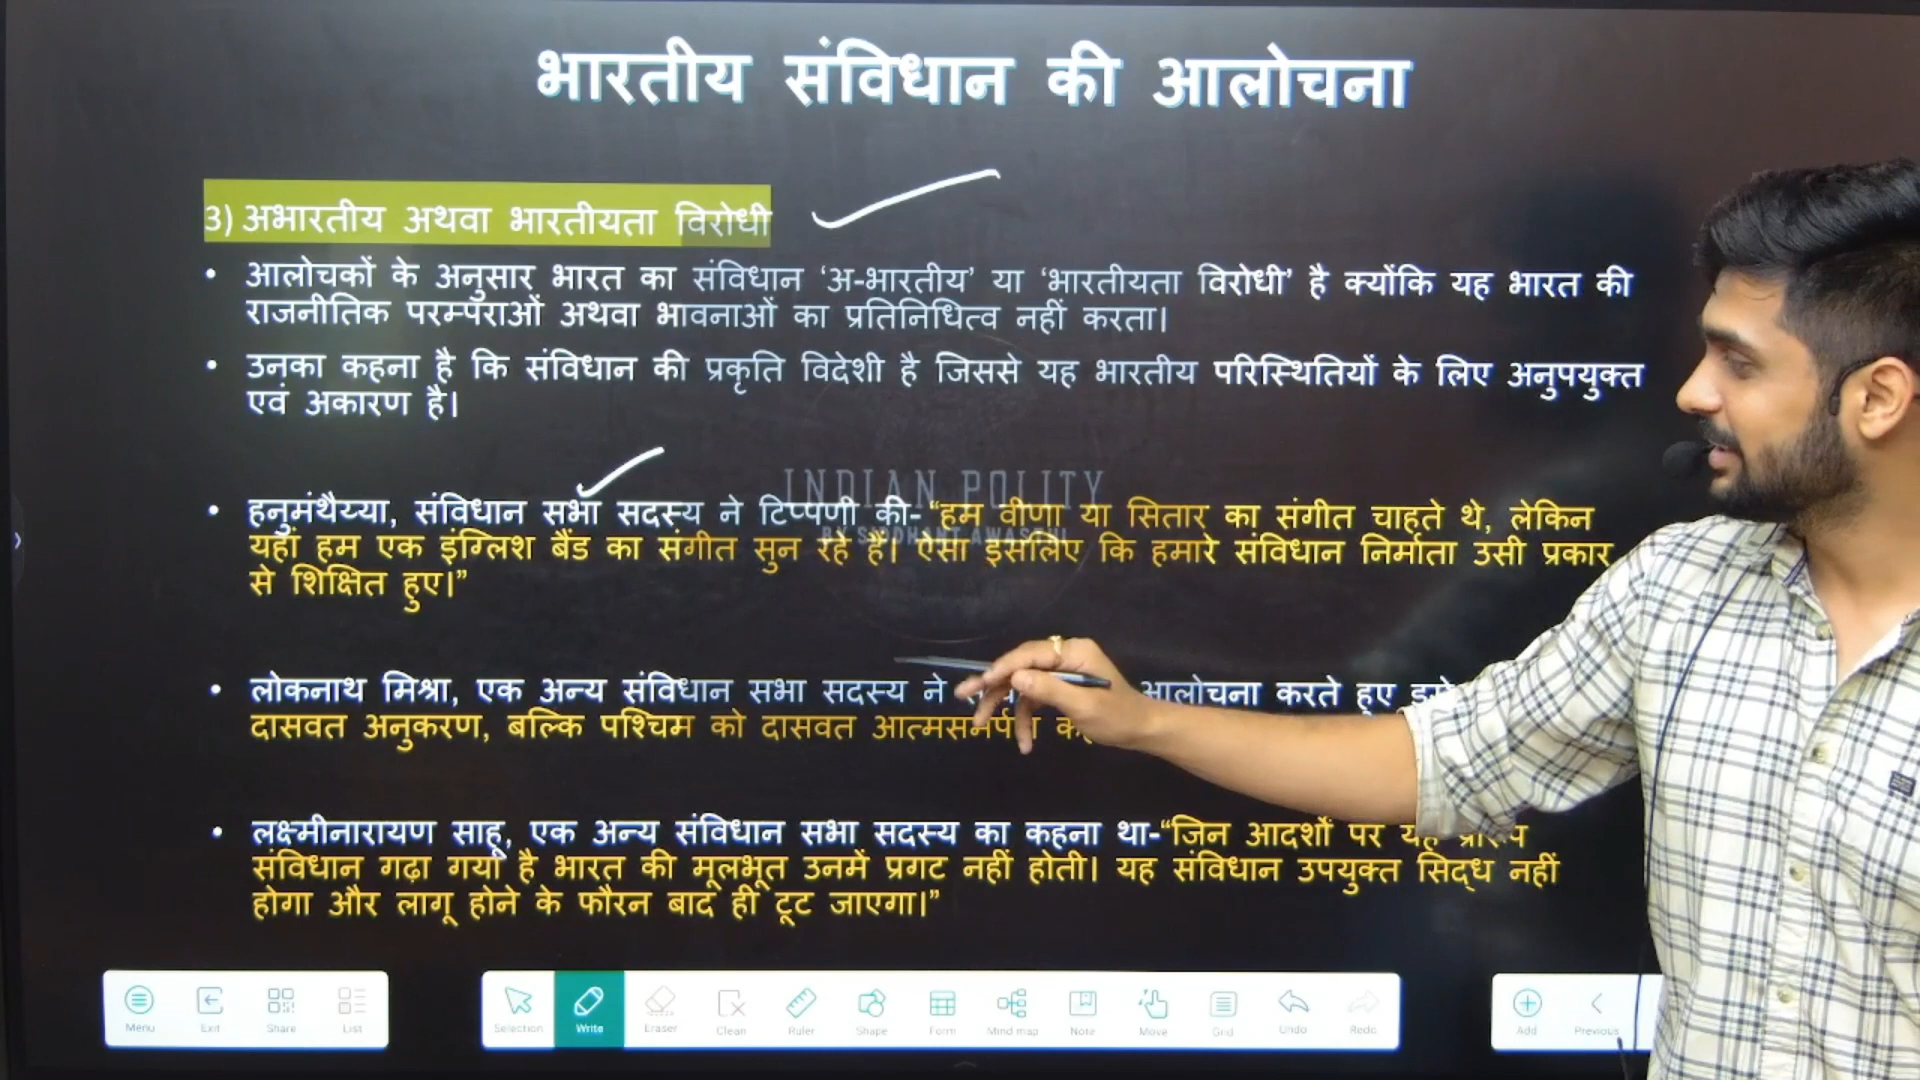 भारतीय संविधान की आलोचना
3) अभारतीय अथवा भारतीयता विरोधी
• आलोचकों के अनुसार भारत का संविधान ‘अ-भारतीय’ या ‘भारतीयता विरोधी’ है क्योंकि यह भारत की
राजनीतिक परम्पराओं अथवा भावनाओं का प्रतिनिधित्व नहीं करता।
• उनका कहना है कि संविधान की प्रकृति विदेशी है जिससे यह भारतीय परिस्थितियों के लिए अनुपयुक्त
एवं अकारण है।
INDIAN POLITY
• हनुमंथैय्या, संविधान सभा सदस्य ने टिप्पणी की- “हम वीणा या सितार का संगीत चाहते थे, लेकिन
BY SIDDHANT AWASTHI
यहां हम एक इंग्लिश बैंड का संगीत सुन रहे हैं। ऐसा इसलिए कि हमारे संविधान निर्माता उसी प्रकार
से शिक्षित हुए।”
• लोकनाथ मिश्रा, एक अन्य संविधान सभा सदस्य ने आलोचना करते हुए
दासवत अनुकरण, बल्कि पश्चिम को दासवत
• लक्ष्मीनारायण साहू, एक अन्य संविधान सभा सदस्य का कहना था-“जिन आदर्शों पर यह
संविधान गढ़ा गया है भारत की मूलभूत उनमें प्रगट नहीं होती। यह संविधान उपयुक्त सिद्ध नहीं
होगा और लागू होने के फौरन बाद ही टूट जाएगा।”
Menu Exit Share List Selection Write Eraser Clean Ruler Shape Form Mind map Note Move Grid Undo Redo Add Previous